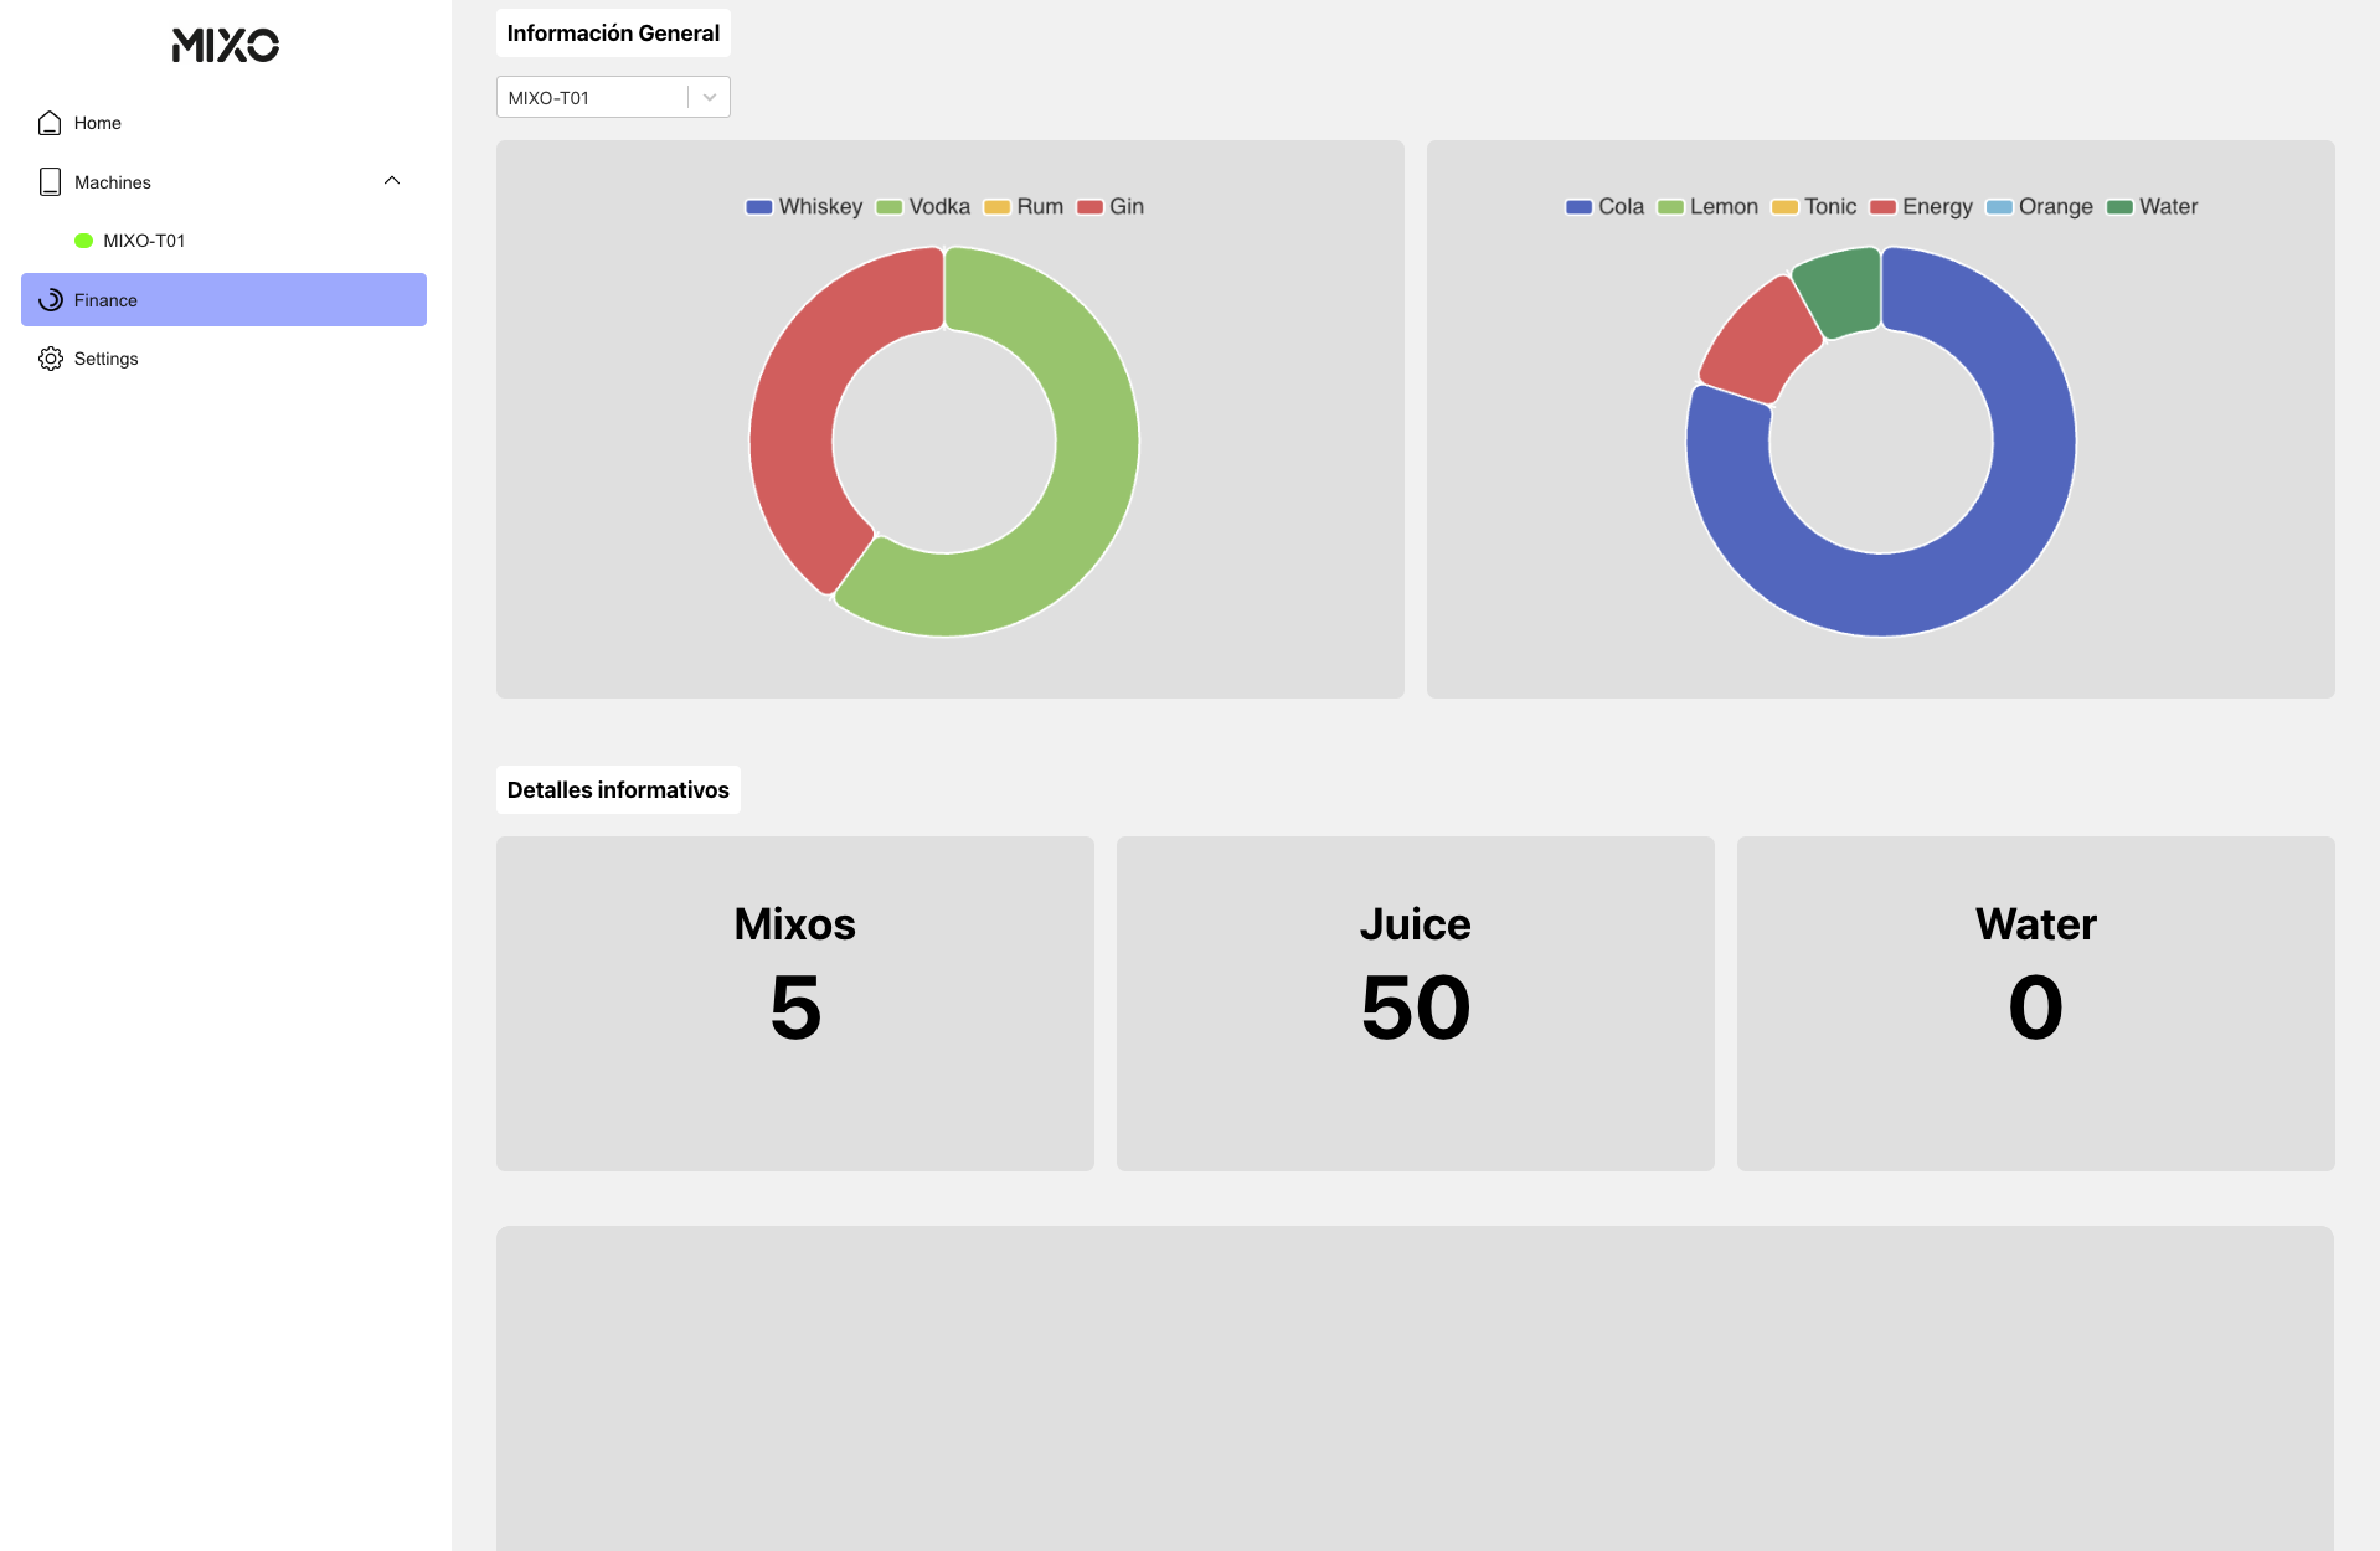 MIXO
Home
Machines
MIXO-T01
Finance
Settings
Información General
MIXO-T01
Whiskey Vodka Rum Gin
Cola Lemon Tonic Energy Orange Water
Detalles informativos
Mixos
5
Juice
50
Water
0